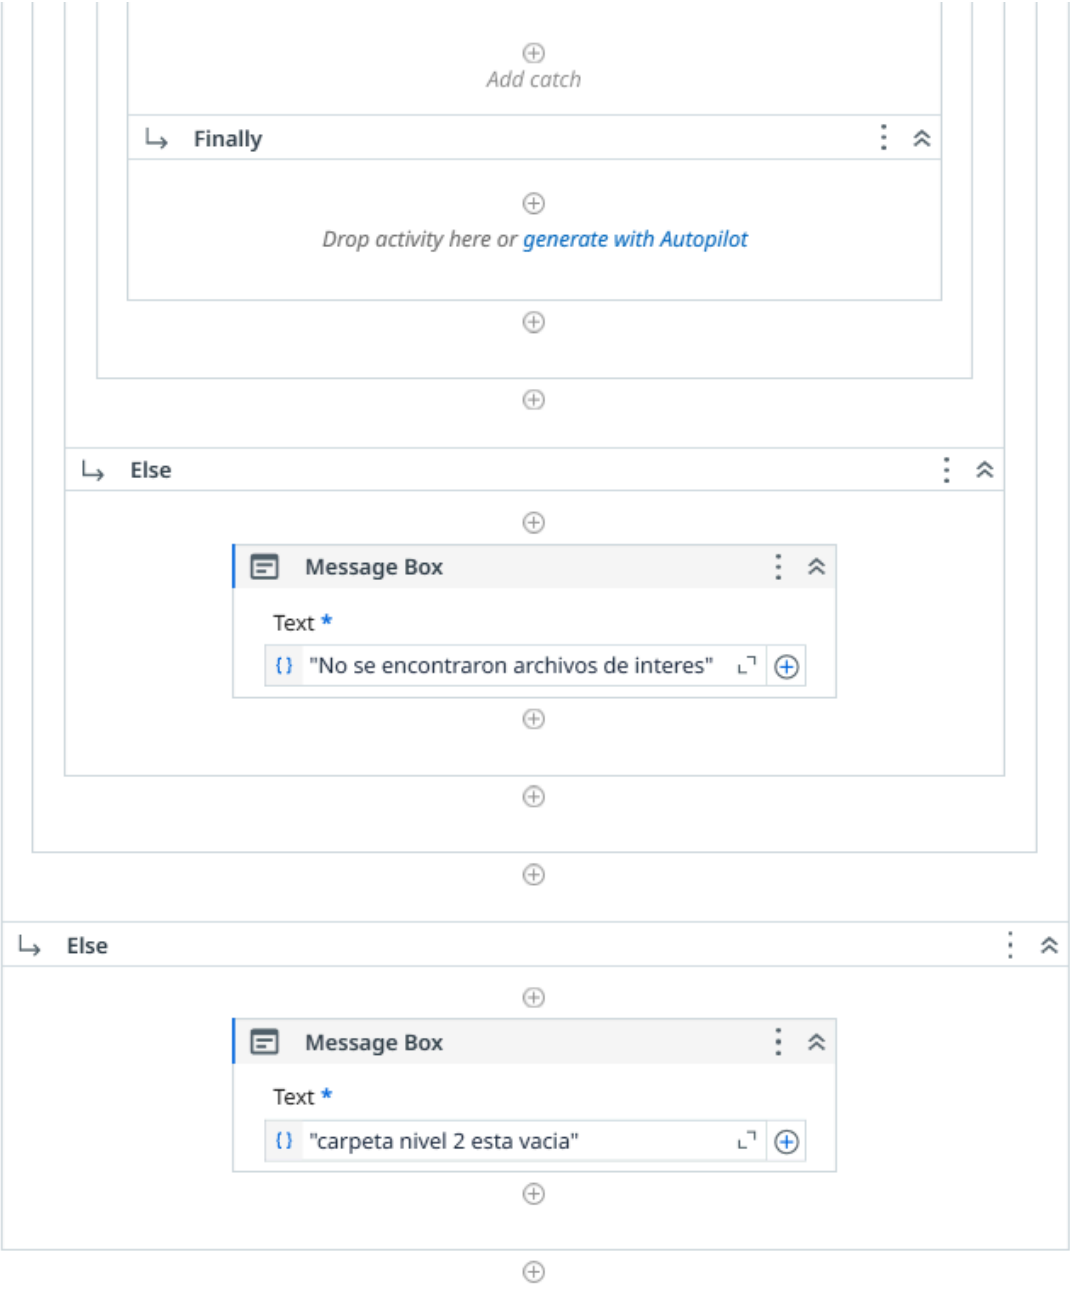 Add catch
Finally
Drop activity here or generate with Autopilot
Else
Message Box
Text *
{} "No se encontraron archivos de interes"
Else
Message Box
Text *
{} "carpeta nivel 2 esta vacia"